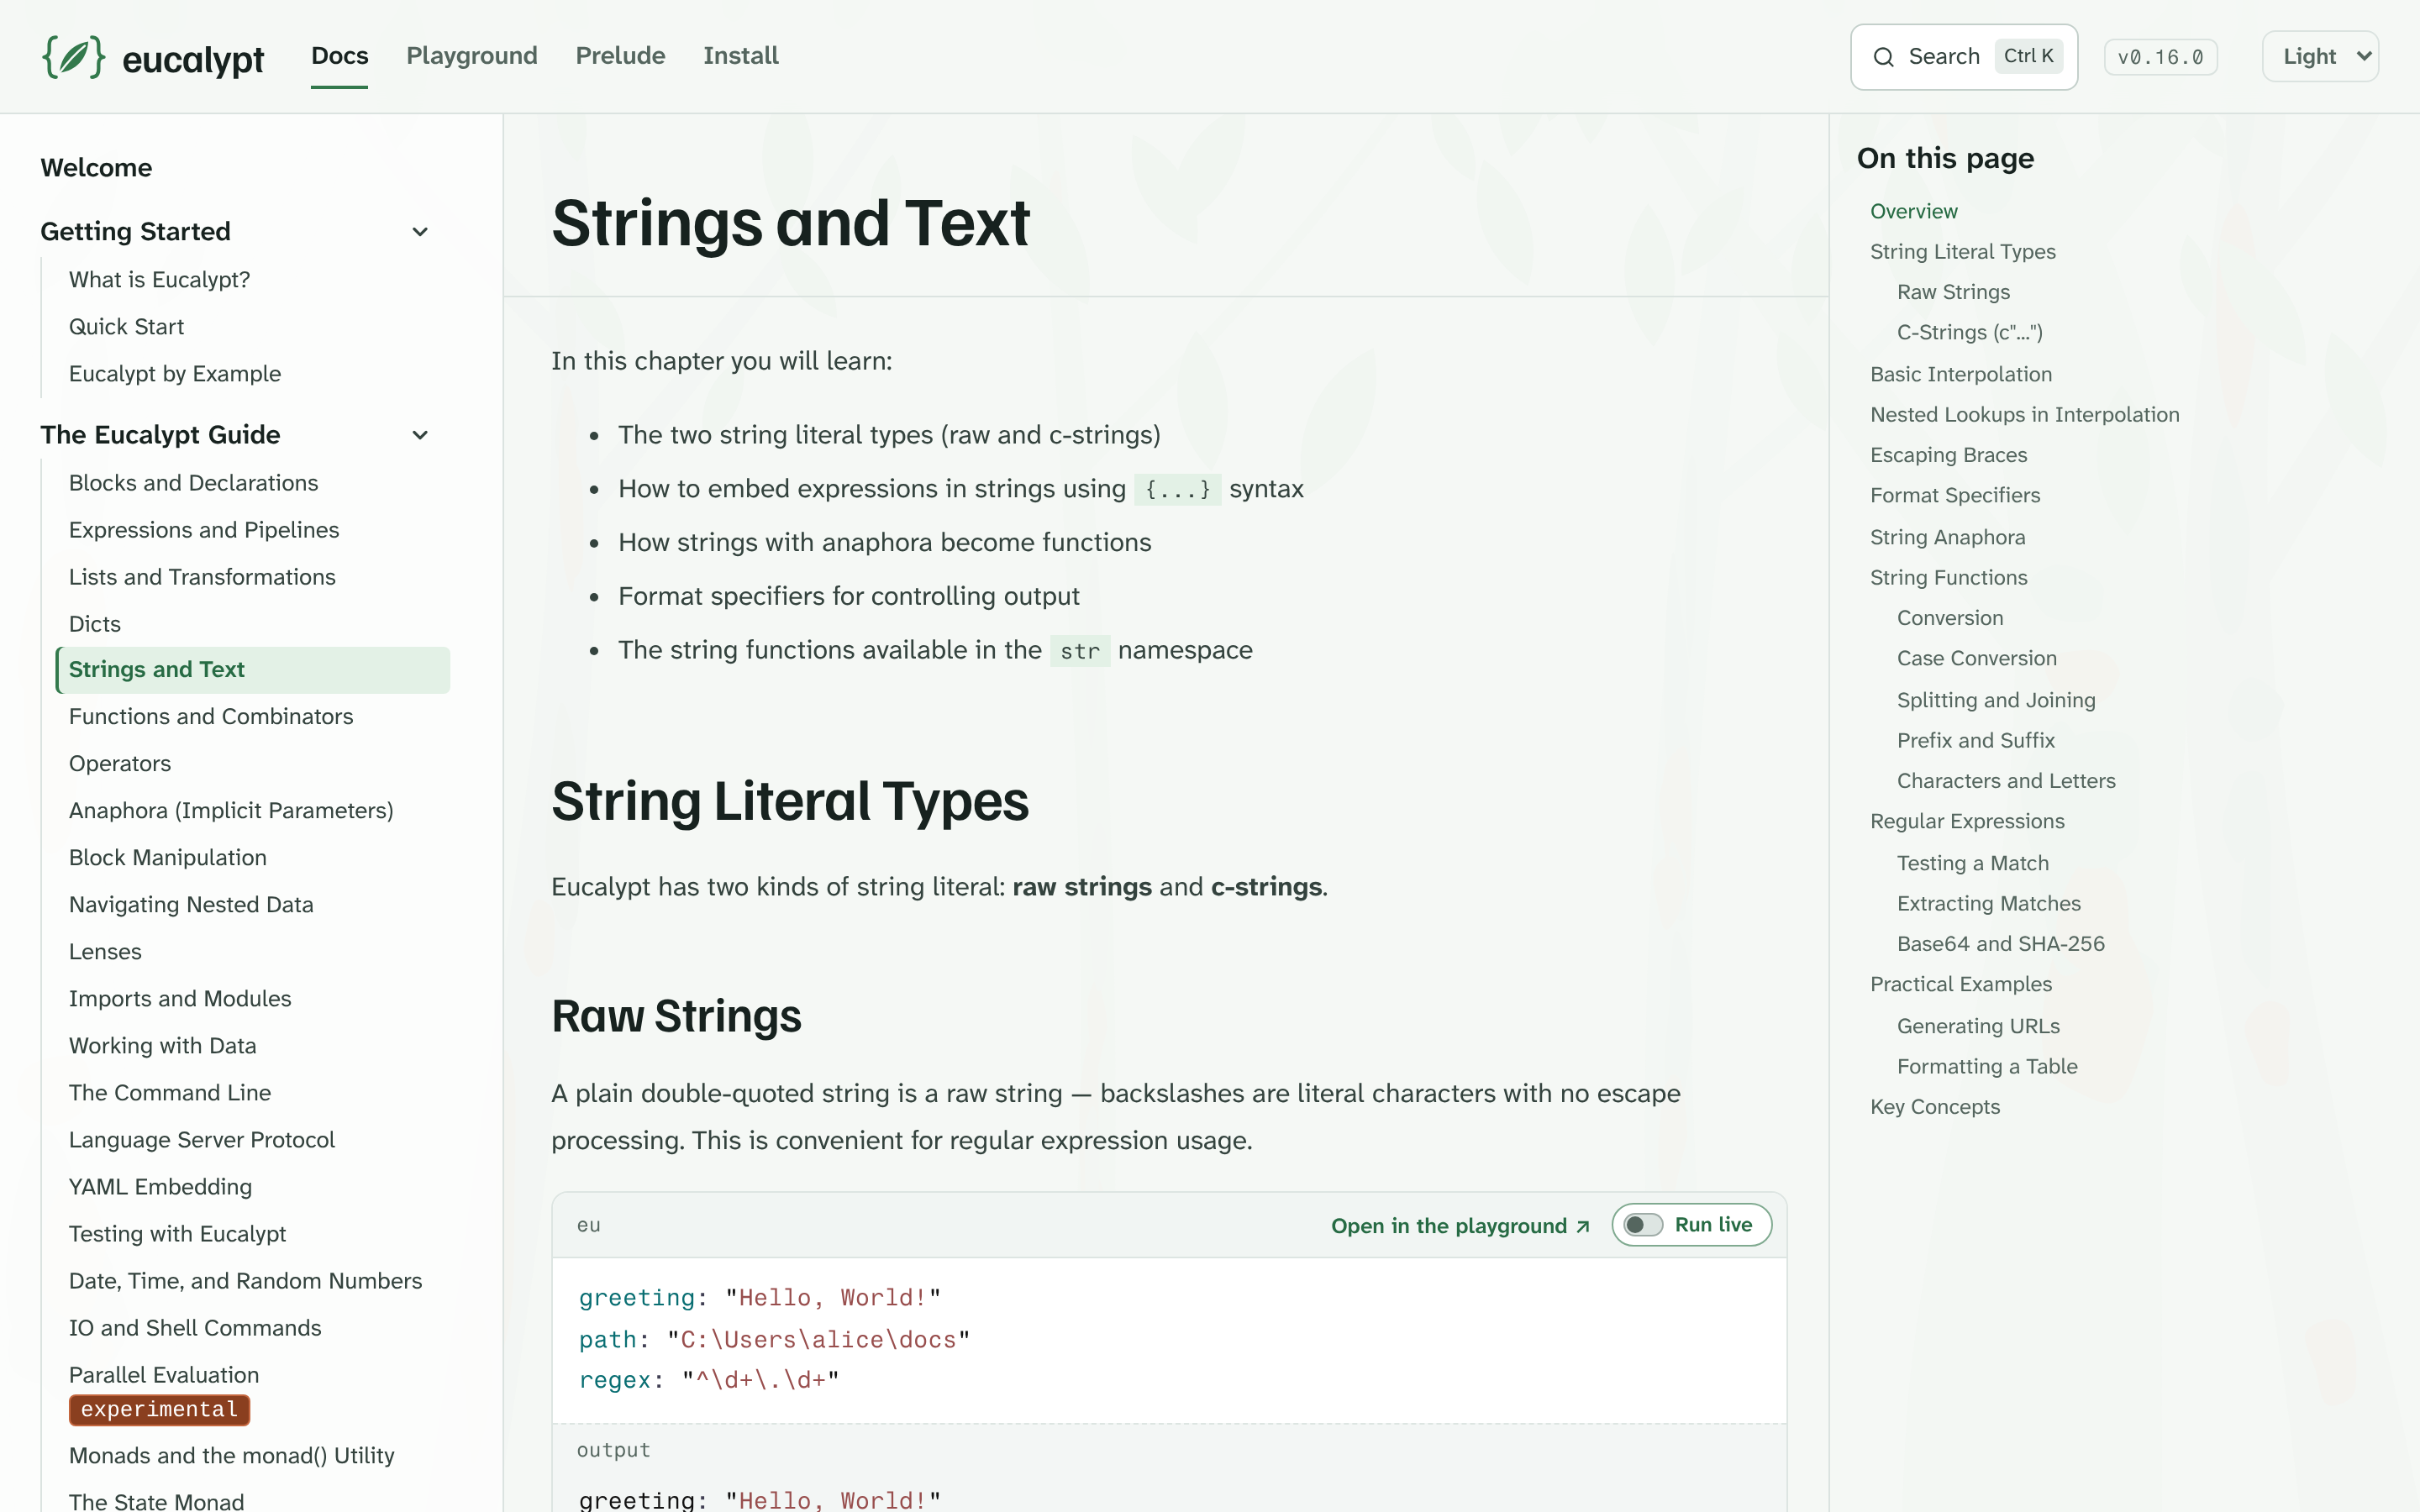 eucalypt
Docs
Playground
Prelude
Install
Search
Ctrl K
v0.16.0
Light
Welcome
Getting Started
What is Eucalypt?
Quick Start
Eucalypt by Example
The Eucalypt Guide
Blocks and Declarations
Expressions and Pipelines
Lists and Transformations
Dicts
Strings and Text
Functions and Combinators
Operators
Anaphora (Implicit Parameters)
Block Manipulation
Navigating Nested Data
Lenses
Imports and Modules
Working with Data
The Command Line
Language Server Protocol
YAML Embedding
Testing with Eucalypt
Date, Time, and Random Numbers
IO and Shell Commands
Parallel Evaluation
experimental
Monads and the monad() Utility
The State Monad
Strings and Text
In this chapter you will learn:
• The two string literal types (raw and c-strings)
• How to embed expressions in strings using {...} syntax
• How strings with anaphora become functions
• Format specifiers for controlling output
• The string functions available in the str namespace
String Literal Types
Eucalypt has two kinds of string literal: raw strings and c-strings.
Raw Strings
A plain double-quoted string is a raw string — backslashes are literal characters with no escape
processing. This is convenient for regular expression usage.
eu
Open in the playground ↗
Run live
greeting: "Hello, World!"
path: "C:\Users\alice\docs"
regex: "^\d+\.\d+"
output
greeting: "Hello, World!"
On this page
Overview
String Literal Types
Raw Strings
C-Strings (c"…")
Basic Interpolation
Nested Lookups in Interpolation
Escaping Braces
Format Specifiers
String Anaphora
String Functions
Conversion
Case Conversion
Splitting and Joining
Prefix and Suffix
Characters and Letters
Regular Expressions
Testing a Match
Extracting Matches
Base64 and SHA-256
Practical Examples
Generating URLs
Formatting a Table
Key Concepts